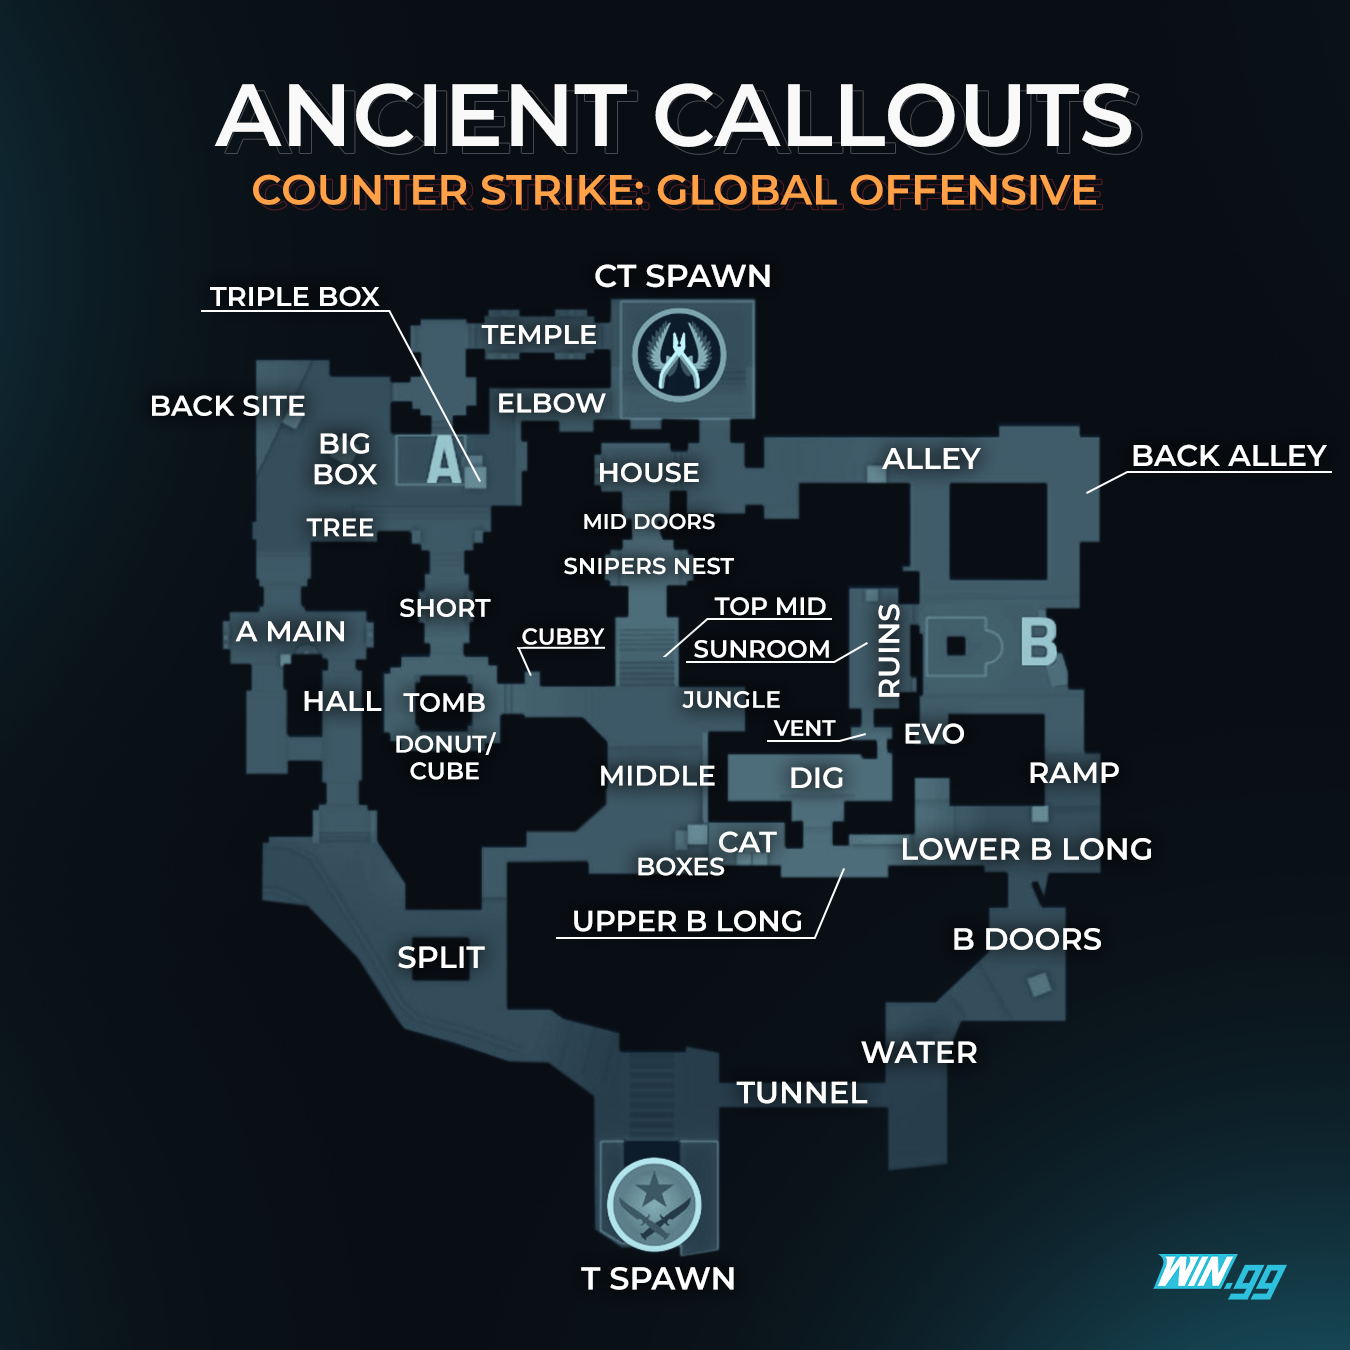 ANCIENT CALLOUTS
COUNTER STRIKE: GLOBAL OFFENSIVE
CT SPAWN
TRIPLE BOX
TEMPLE
BACK SITE
ELBOW
BIG
BOX
A
HOUSE
ALLEY
BACK ALLEY
TREE
MID DOORS
SNIPERS NEST
SHORT
TOP MID
A MAIN
CUBBY
SUNROOM
RUINS
B
HALL
TOMB
JUNGLE
DONUT/
CUBE
VENT
EVO
MIDDLE
DIG
RAMP
CAT
BOXES
LOWER B LONG
UPPER B LONG
SPLIT
B DOORS
WATER
TUNNEL
T SPAWN
WIN.gg